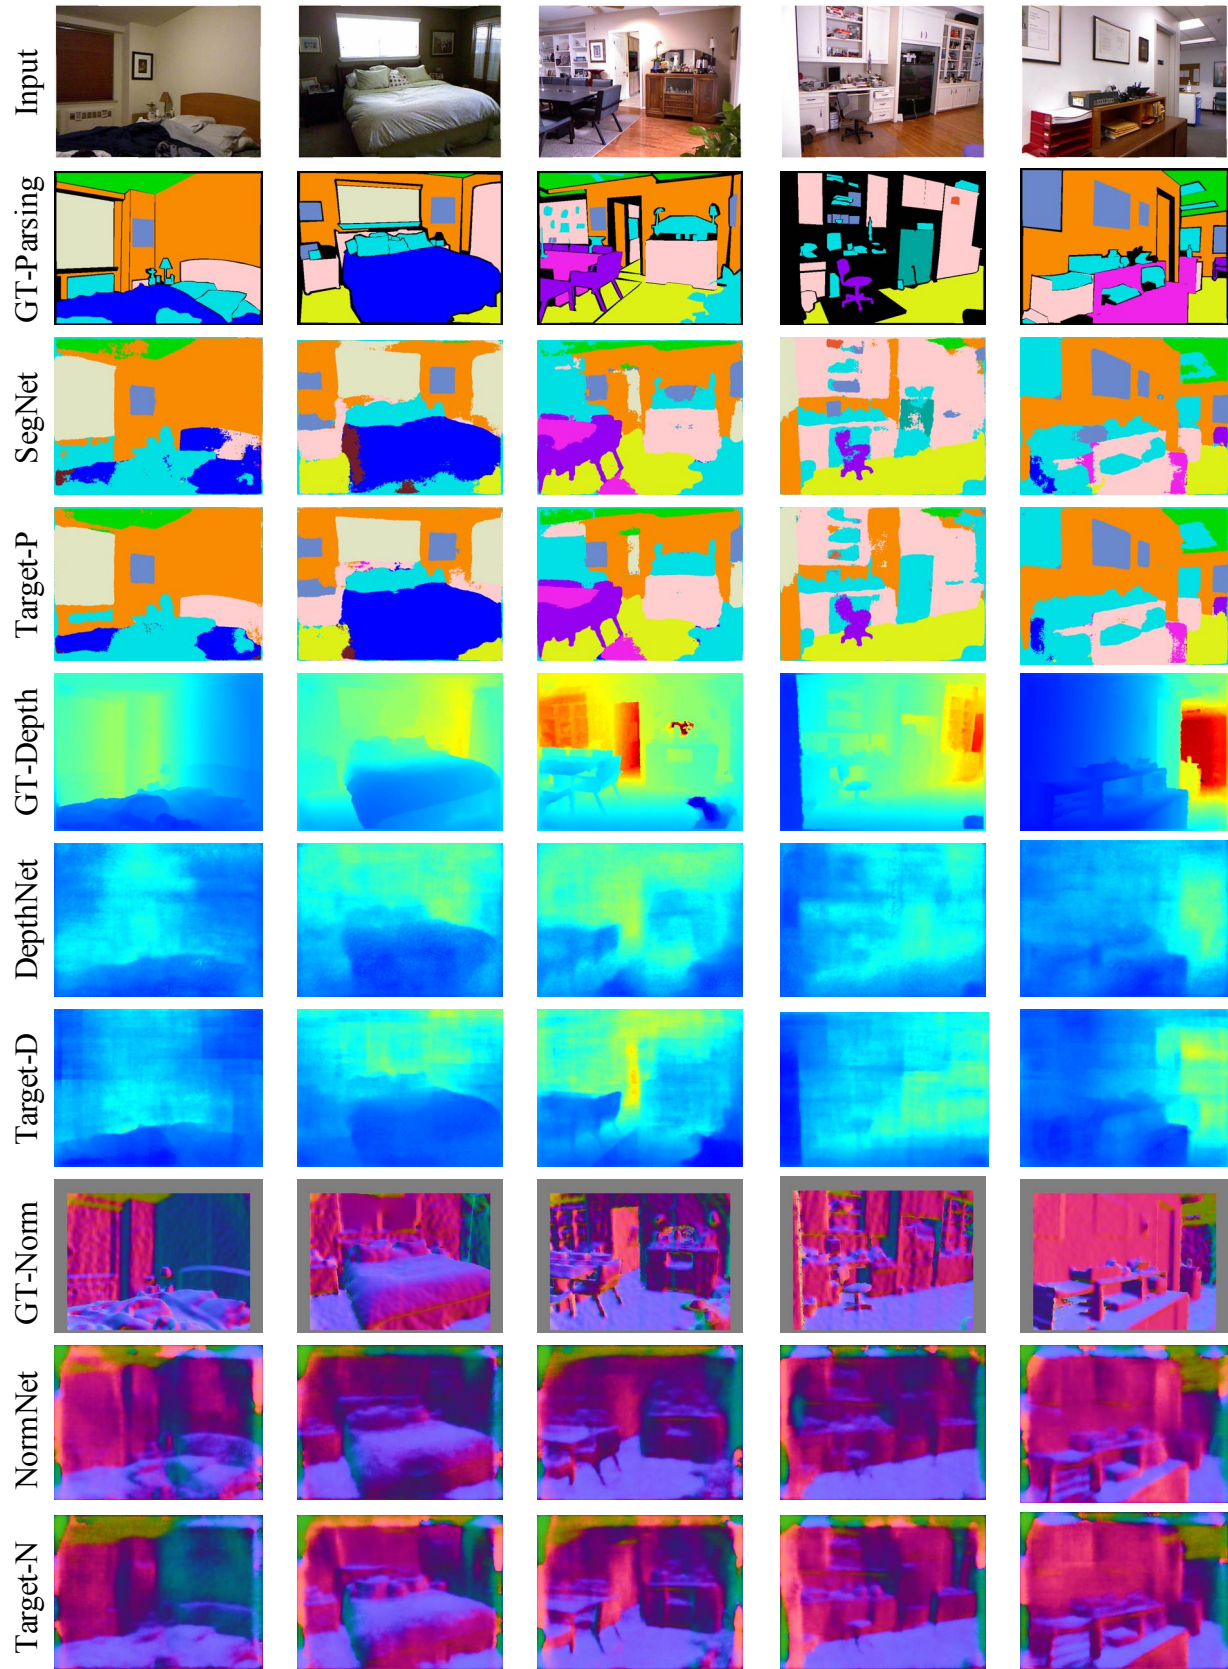 Input
GT-Parsing
SegNet
Target-P
GT-Depth
DepthNet
Target-D
GT-Norm
NormNet
Target-N